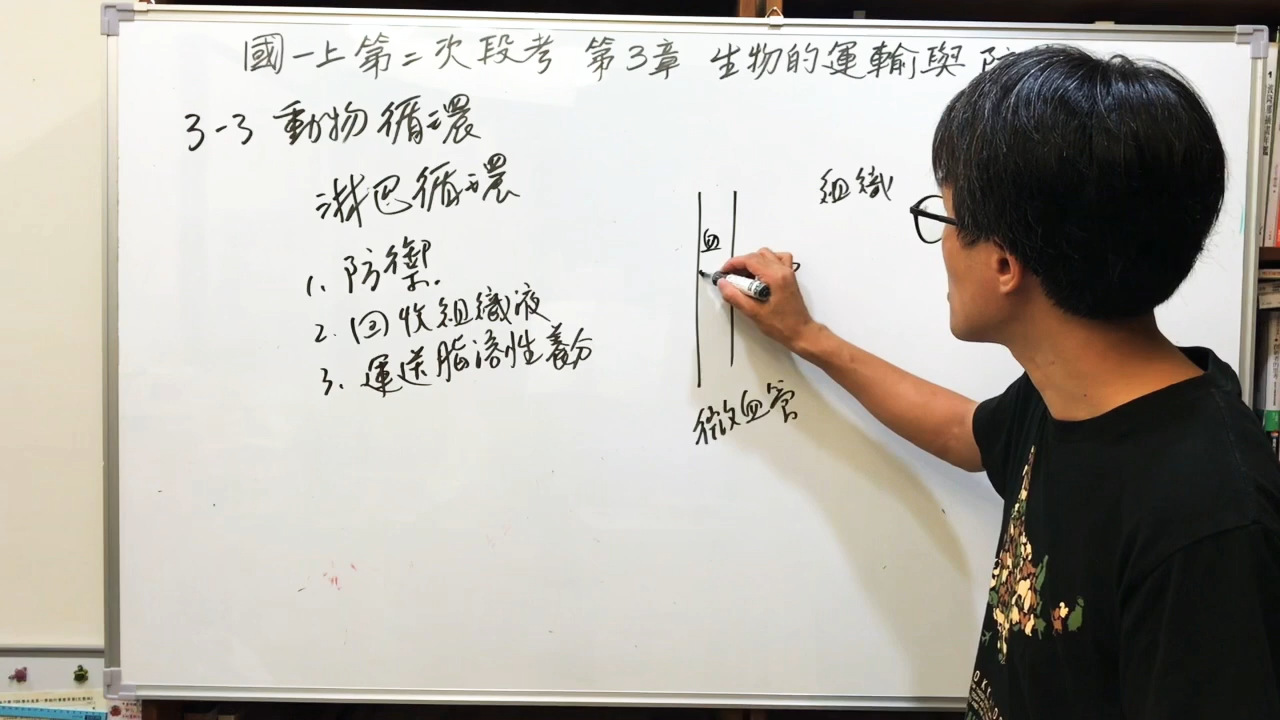 國一上第二次段考 第3章 生物的運輸與防
3-3 動物循環
淋巴循環
1. 防禦
2. 回收組織液
3. 運送脂溶性養分
組織
血
微血管